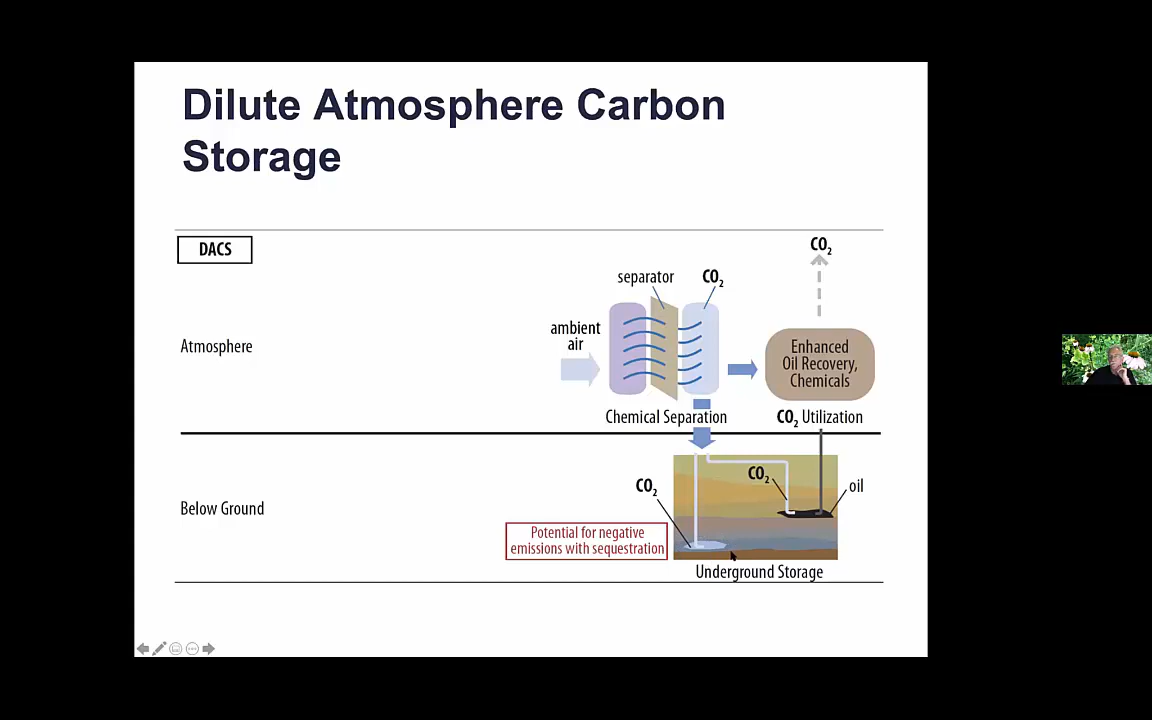 Dilute Atmosphere Carbon
Storage
DACS
CO₂
separator
CO₂
ambient
air
Atmosphere
Enhanced
Oil Recovery,
Chemicals
Chemical Separation
CO₂ Utilization
CO₂
CO₂
oil
Below Ground
Potential for negative
emissions with sequestration
Underground Storage